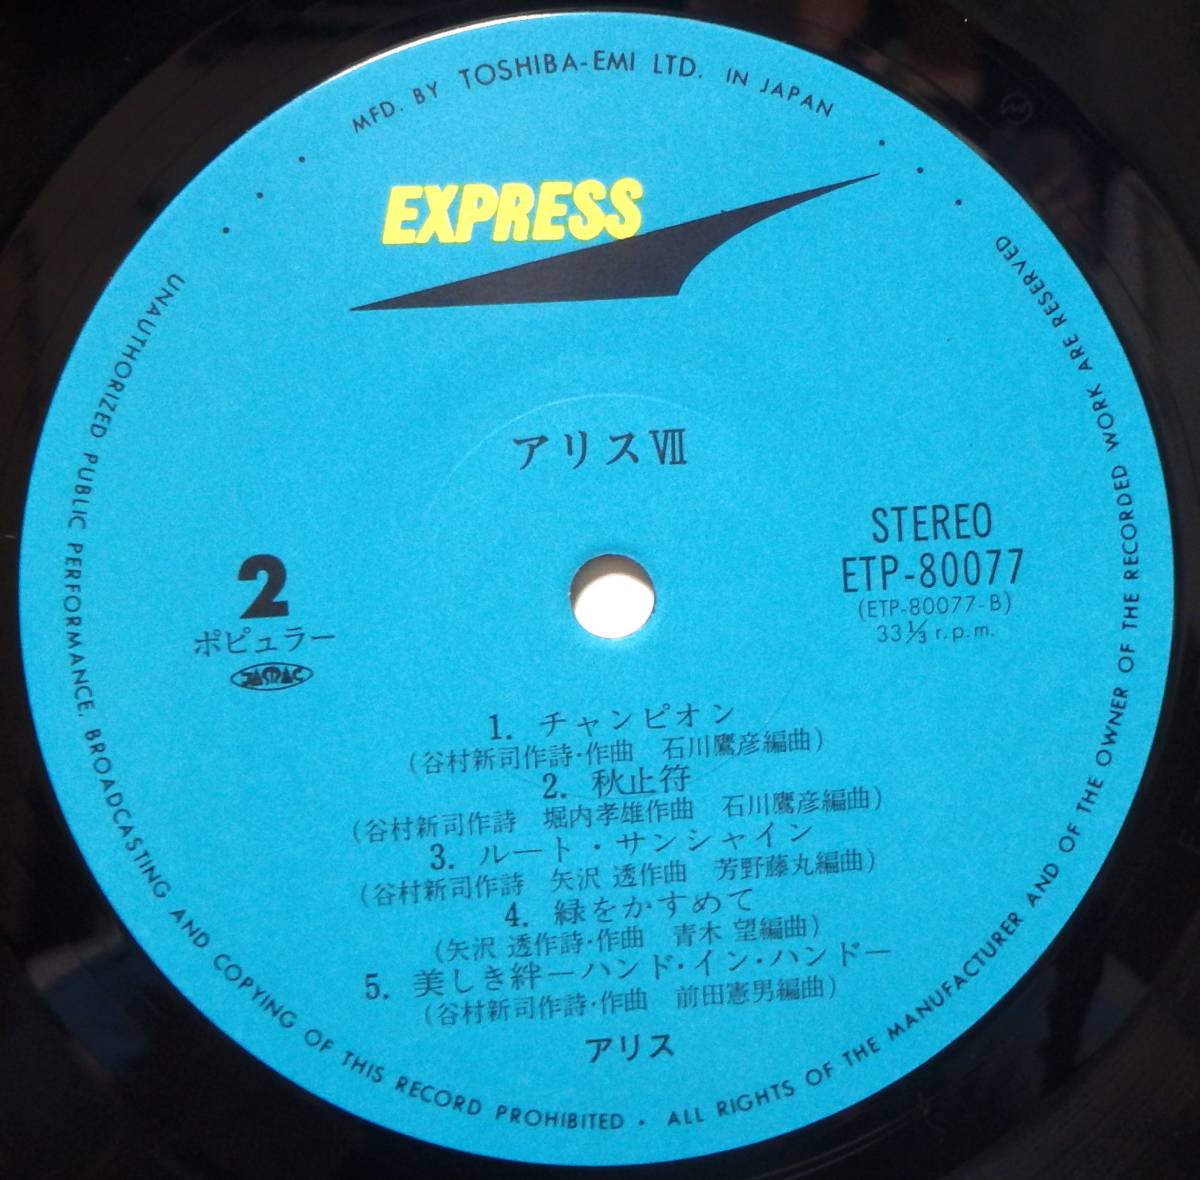 MFD. BY TOSHIBA-EMI LTD. IN JAPAN
EXPRESS
アリスⅦ
STEREO
ETP-80077
(ETP-80077-B)
33⅓ r.p.m.
2
ポピュラー
JASRAC
1. チャンピオン
(谷村新司作詩・作曲 石川鷹彦編曲)
2. 秋止符
(谷村新司作詩 堀内孝雄作曲 石川鷹彦編曲)
3. ルート・サンシャイン
(谷村新司作詩 矢沢 透作曲 芳野藤丸編曲)
4. 緑をかすめて
(矢沢 透作詩・作曲 青木 望編曲)
5. 美しき絆—ハンド・イン・ハンド—
(谷村新司作詩・作曲 前田憲男編曲)
アリス
UNAUTHORIZED PUBLIC PERFORMANCE, BROADCASTING AND COPYING OF THIS RECORD PROHIBITED • ALL RIGHTS OF THE MANUFACTURER AND OF THE OWNER OF THE RECORDED WORK ARE RESERVED